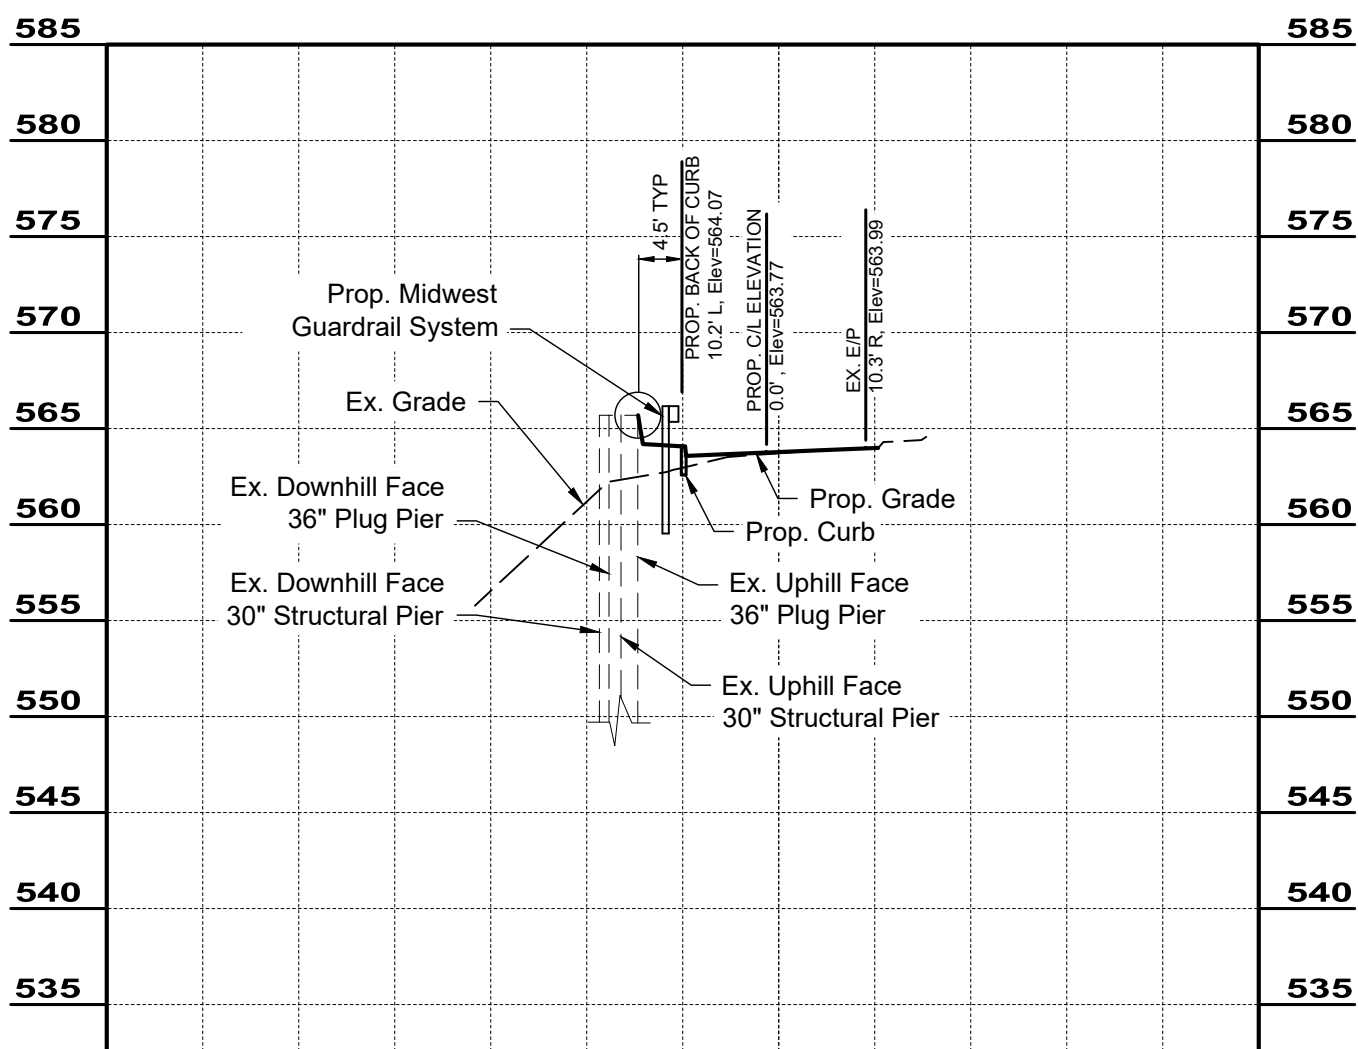 585
585
580
580
575
575
570
570
565
565
560
560
555
555
550
550
545
545
540
540
535
535
4.5' TYP
PROP. BACK OF CURB
10.2' L, Elev=564.07
PROP. C/L ELEVATION
0.0' , Elev=563.77
EX. E/P
10.3' R, Elev=563.99
Prop. Midwest
Guardrail System
Ex. Grade
Ex. Downhill Face
36" Plug Pier
Prop. Grade
Prop. Curb
Ex. Downhill Face
30" Structural Pier
Ex. Uphill Face
36" Plug Pier
Ex. Uphill Face
30" Structural Pier